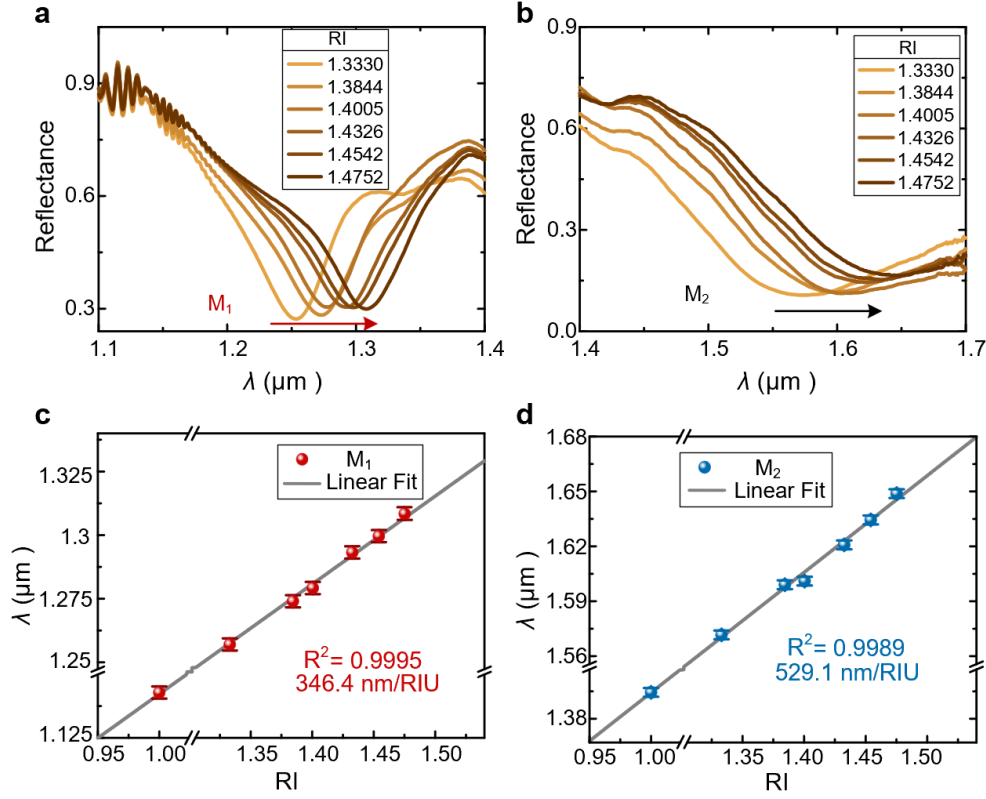 a
RI
1.3330
1.3844
1.4005
1.4326
1.4542
1.4752
0.9
0.6
0.3
Reflectance
M₁
1.1 1.2 1.3 1.4
λ (μm )
b
RI
1.3330
1.3844
1.4005
1.4326
1.4542
1.4752
0.9
0.6
0.3
0.0
Reflectance
M₂
1.4 1.5 1.6 1.7
λ (μm )
c
M₁
Linear Fit
1.325
1.3
1.275
1.25
1.125
λ (μm )
R²= 0.9995
346.4 nm/RIU
0.95 1.00 1.35 1.40 1.45 1.50
RI
d
M₂
Linear Fit
1.68
1.65
1.62
1.59
1.56
1.38
λ (μm )
R²= 0.9989
529.1 nm/RIU
0.95 1.00 1.35 1.40 1.45 1.50
RI